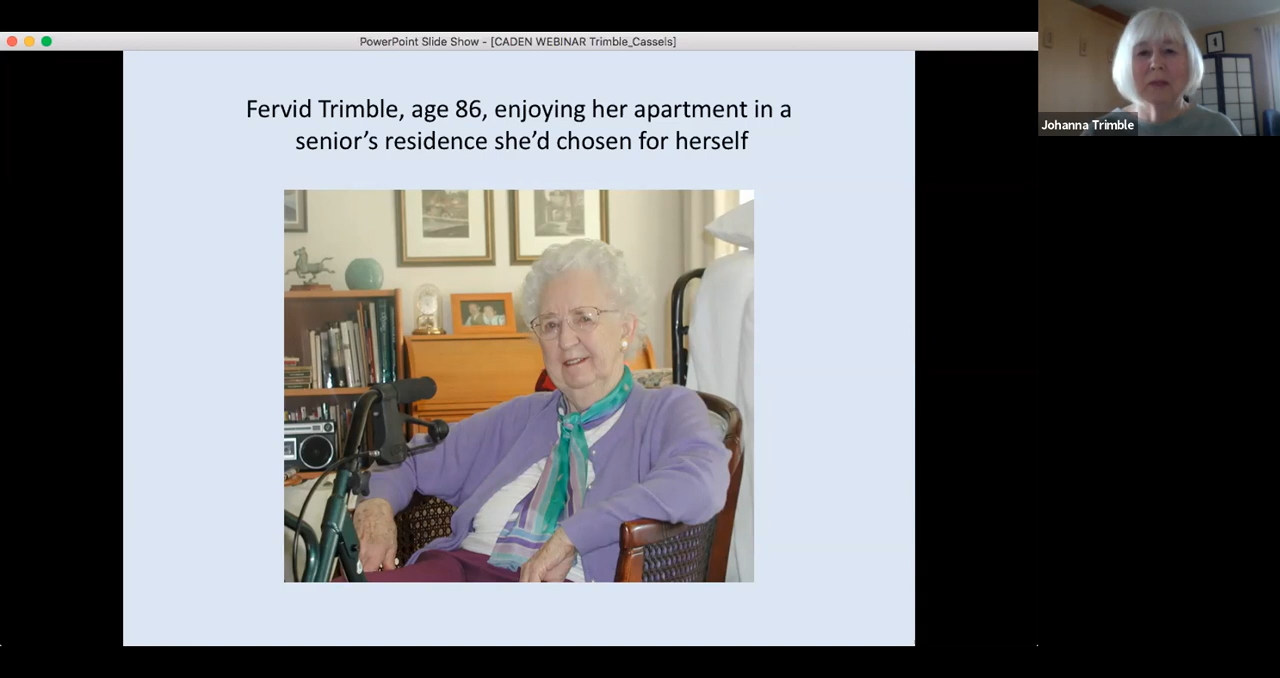 PowerPoint Slide Show - [CADEN WEBINAR Trimble_Cassels]
Fervid Trimble, age 86, enjoying her apartment in a
senior’s residence she’d chosen for herself
Johanna Trimble